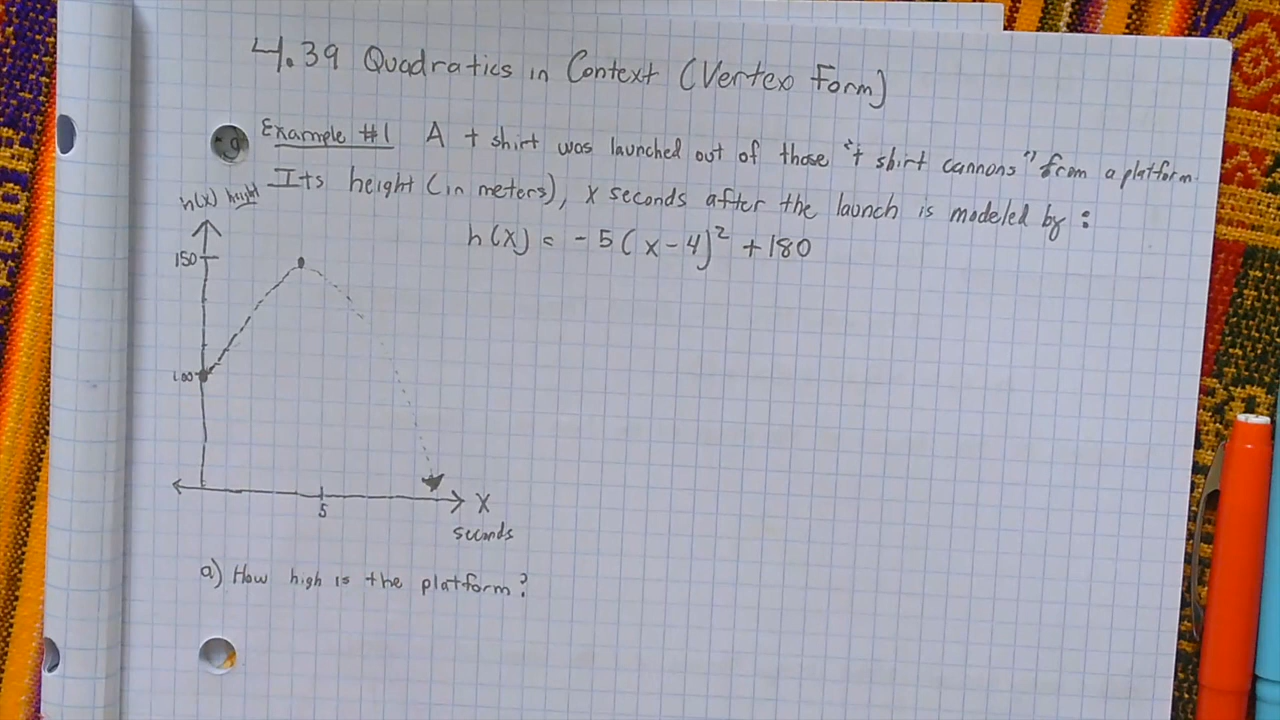 4.39 Quadratics in Context (Vertex Form)
Example #1 A t shirt was launched out of those "t shirt cannons" from a platform.
Its height (in meters), x seconds after the launch is modeled by:
h(x) = -5(x-4)² +180
h(x) height
150
100
5
X
seconds
a) How high is the platform?